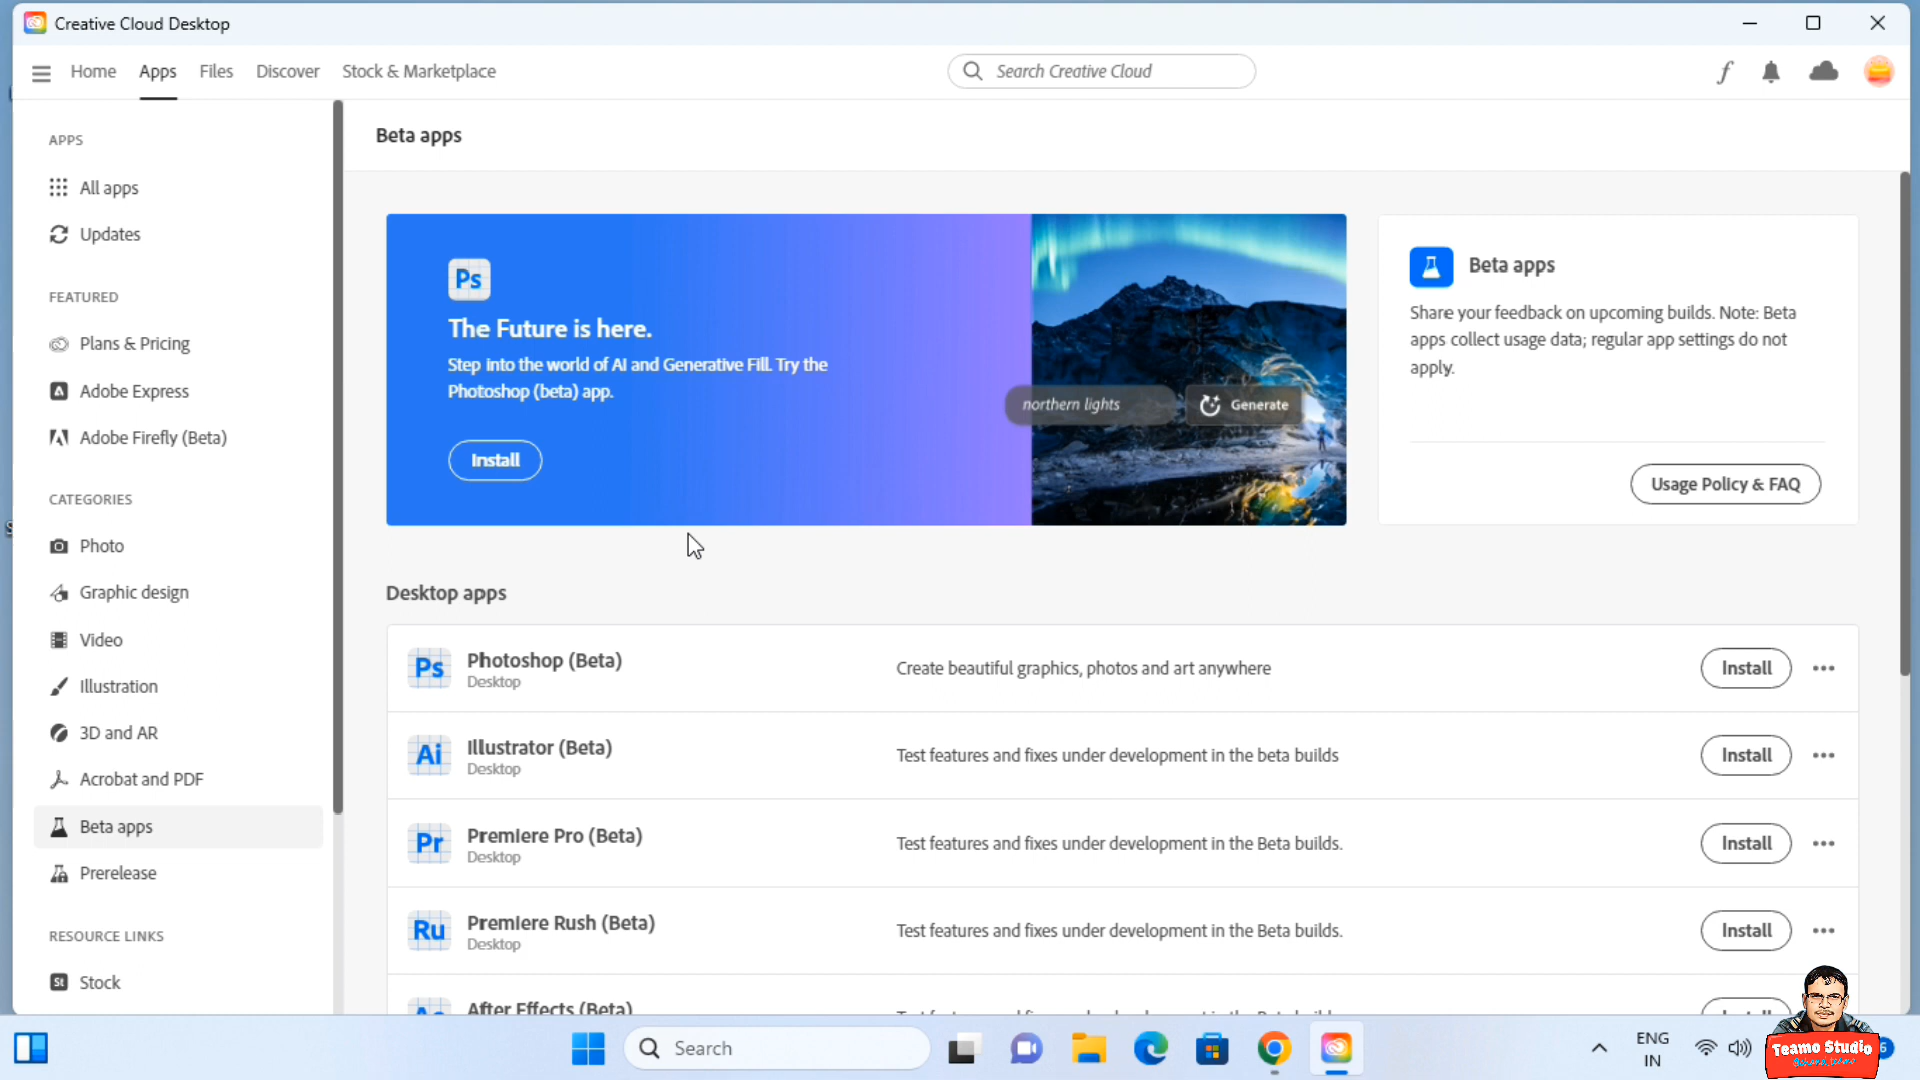 Creative Cloud Desktop
Home Apps Files Discover Stock & Marketplace
Search Creative Cloud
APPS
All apps
Updates
FEATURED
Plans & Pricing
Adobe Express
Adobe Firefly (Beta)
CATEGORIES
Photo
Graphic design
Video
Illustration
3D and AR
Acrobat and PDF
Beta apps
Prerelease
RESOURCE LINKS
St Stock
Beta apps
Ps
The Future is here.
Step into the world of AI and Generative Fill. Try the
Photoshop (beta) app.
Install
northern lights
Generate
Beta apps
Share your feedback on upcoming builds. Note: Beta
apps collect usage data; regular app settings do not
apply.
Usage Policy & FAQ
Desktop apps
Ps Photoshop (Beta)
Desktop
Create beautiful graphics, photos and art anywhere
Install
Ai Illustrator (Beta)
Desktop
Test features and fixes under development in the beta builds
Install
Pr Premiere Pro (Beta)
Desktop
Test features and fixes under development in the Beta builds.
Install
Ru Premiere Rush (Beta)
Desktop
Test features and fixes under development in the Beta builds.
Install
After Effects (Beta)
Search
ENG
IN
Teamo Studio